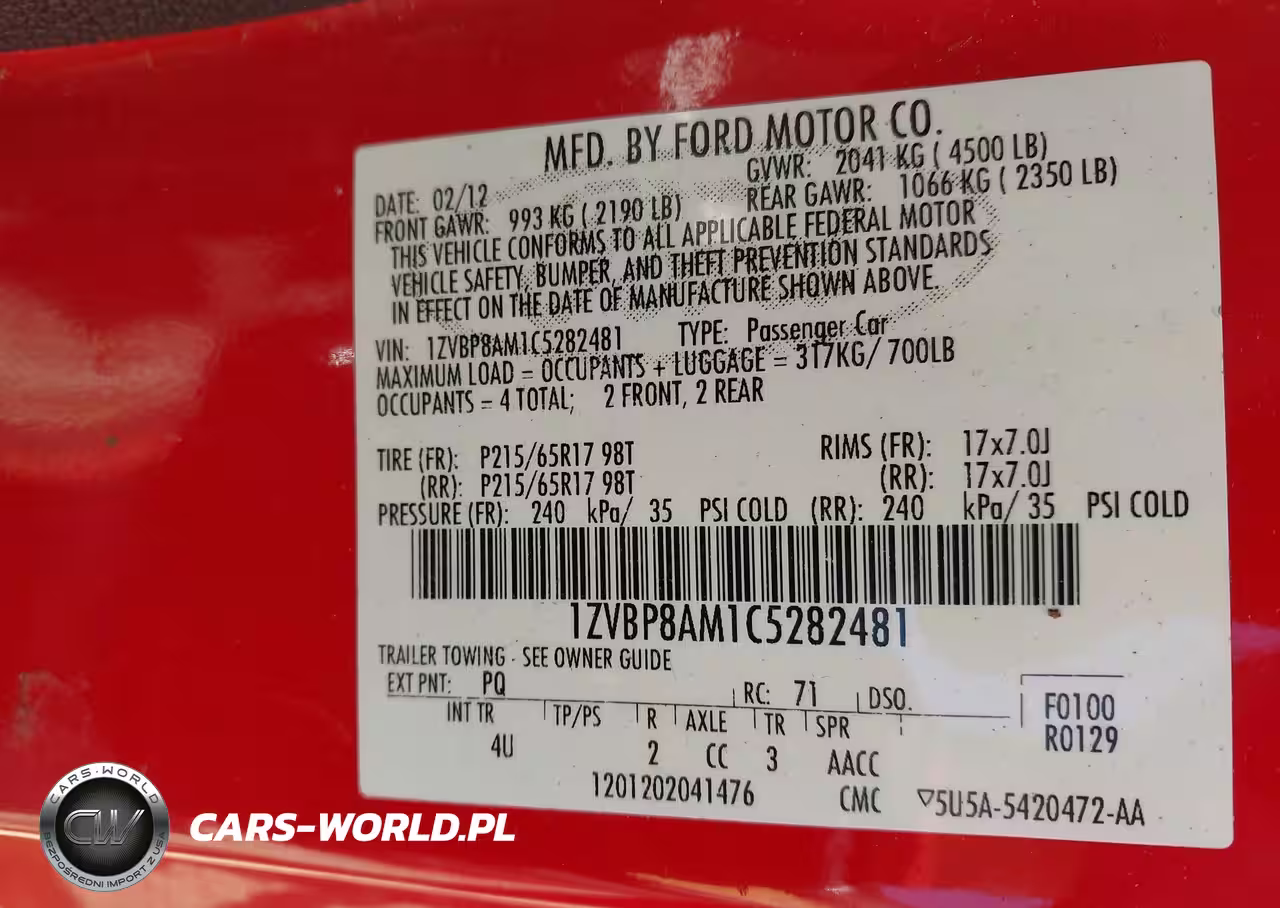 MFD. BY FORD MOTOR CO.
DATE: 02/12 GVWR: 2041 KG ( 4500 LB)
FRONT GAWR: 993 KG ( 2190 LB) REAR GAWR: 1066 KG ( 2350 LB)
THIS VEHICLE CONFORMS TO ALL APPLICABLE FEDERAL MOTOR
VEHICLE SAFETY, BUMPER, AND THEFT PREVENTION STANDARDS
IN EFFECT ON THE DATE OF MANUFACTURE SHOWN ABOVE.
VIN: 1ZVBP8AM1C5282481 TYPE: Passenger Car
MAXIMUM LOAD = OCCUPANTS + LUGGAGE = 317KG/ 700LB
OCCUPANTS = 4 TOTAL; 2 FRONT, 2 REAR
TIRE (FR): P215/65R17 98T RIMS (FR): 17x7.0J
(RR): P215/65R17 98T (RR): 17x7.0J
PRESSURE (FR): 240 kPa/ 35 PSI COLD (RR): 240 kPa/ 35 PSI COLD
1ZVBP8AM1C5282481
TRAILER TOWING - SEE OWNER GUIDE
EXT PNT: PQ RC: 71 DSO. F0100
INT TR TP/PS R AXLE TR SPR R0129
4U 2 CC 3 AACC
1201202041476 CMC ▽5U5A-5420472-AA
CARS-WORLD
CW
BEZPOŚREDNI IMPORT Z USA
CARS-WORLD.PL